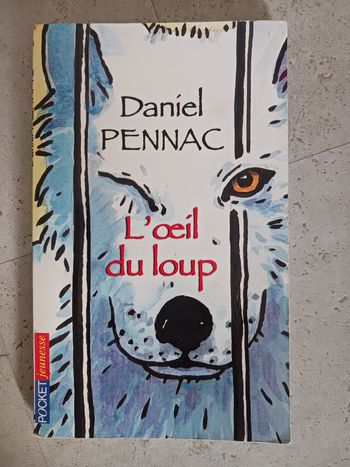 Daniel
PENNAC
L'œil
du loup
POCKET jeunesse